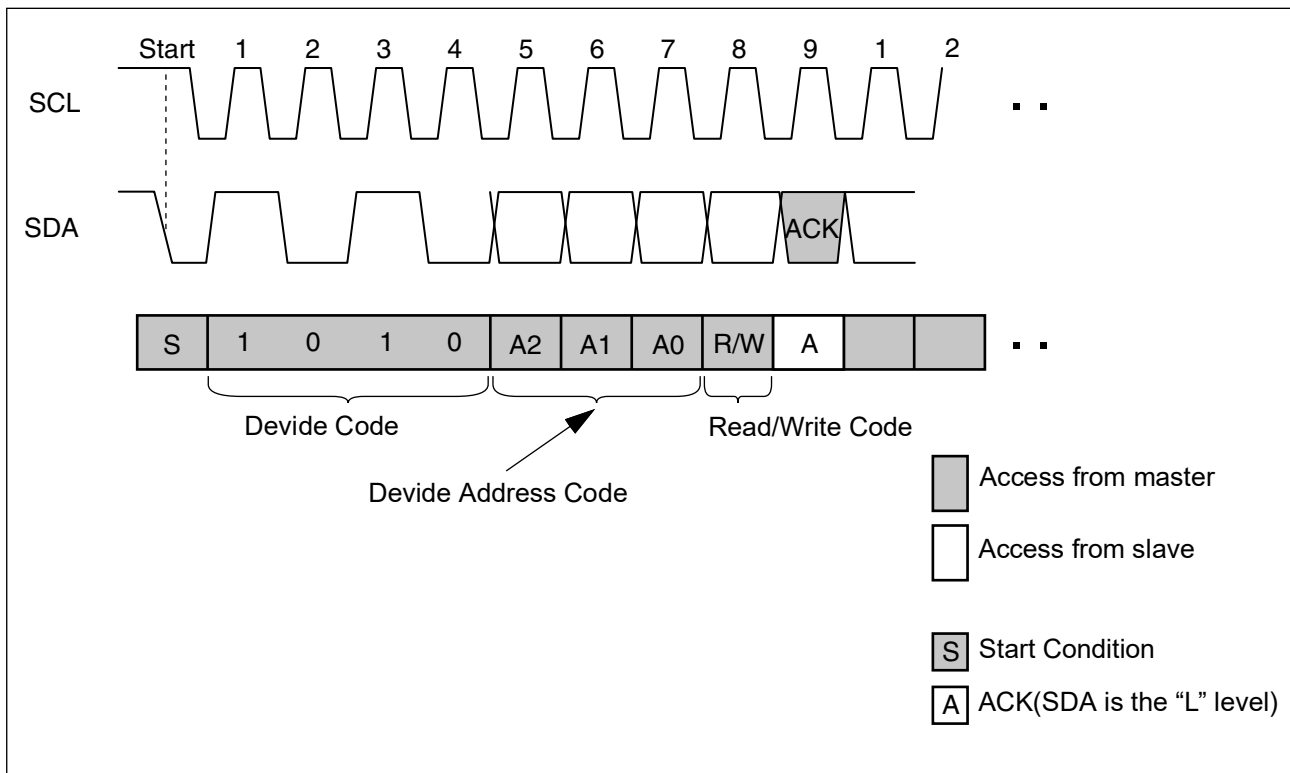 Start 1 2 3 4 5 6 7 8 9 1 2
SCL
SDA
ACK
S 1 0 1 0 A2 A1 A0 R/W A
Devide Code
Read/Write Code
Devide Address Code
Access from master
Access from slave
S Start Condition
A ACK(SDA is the “L” level)